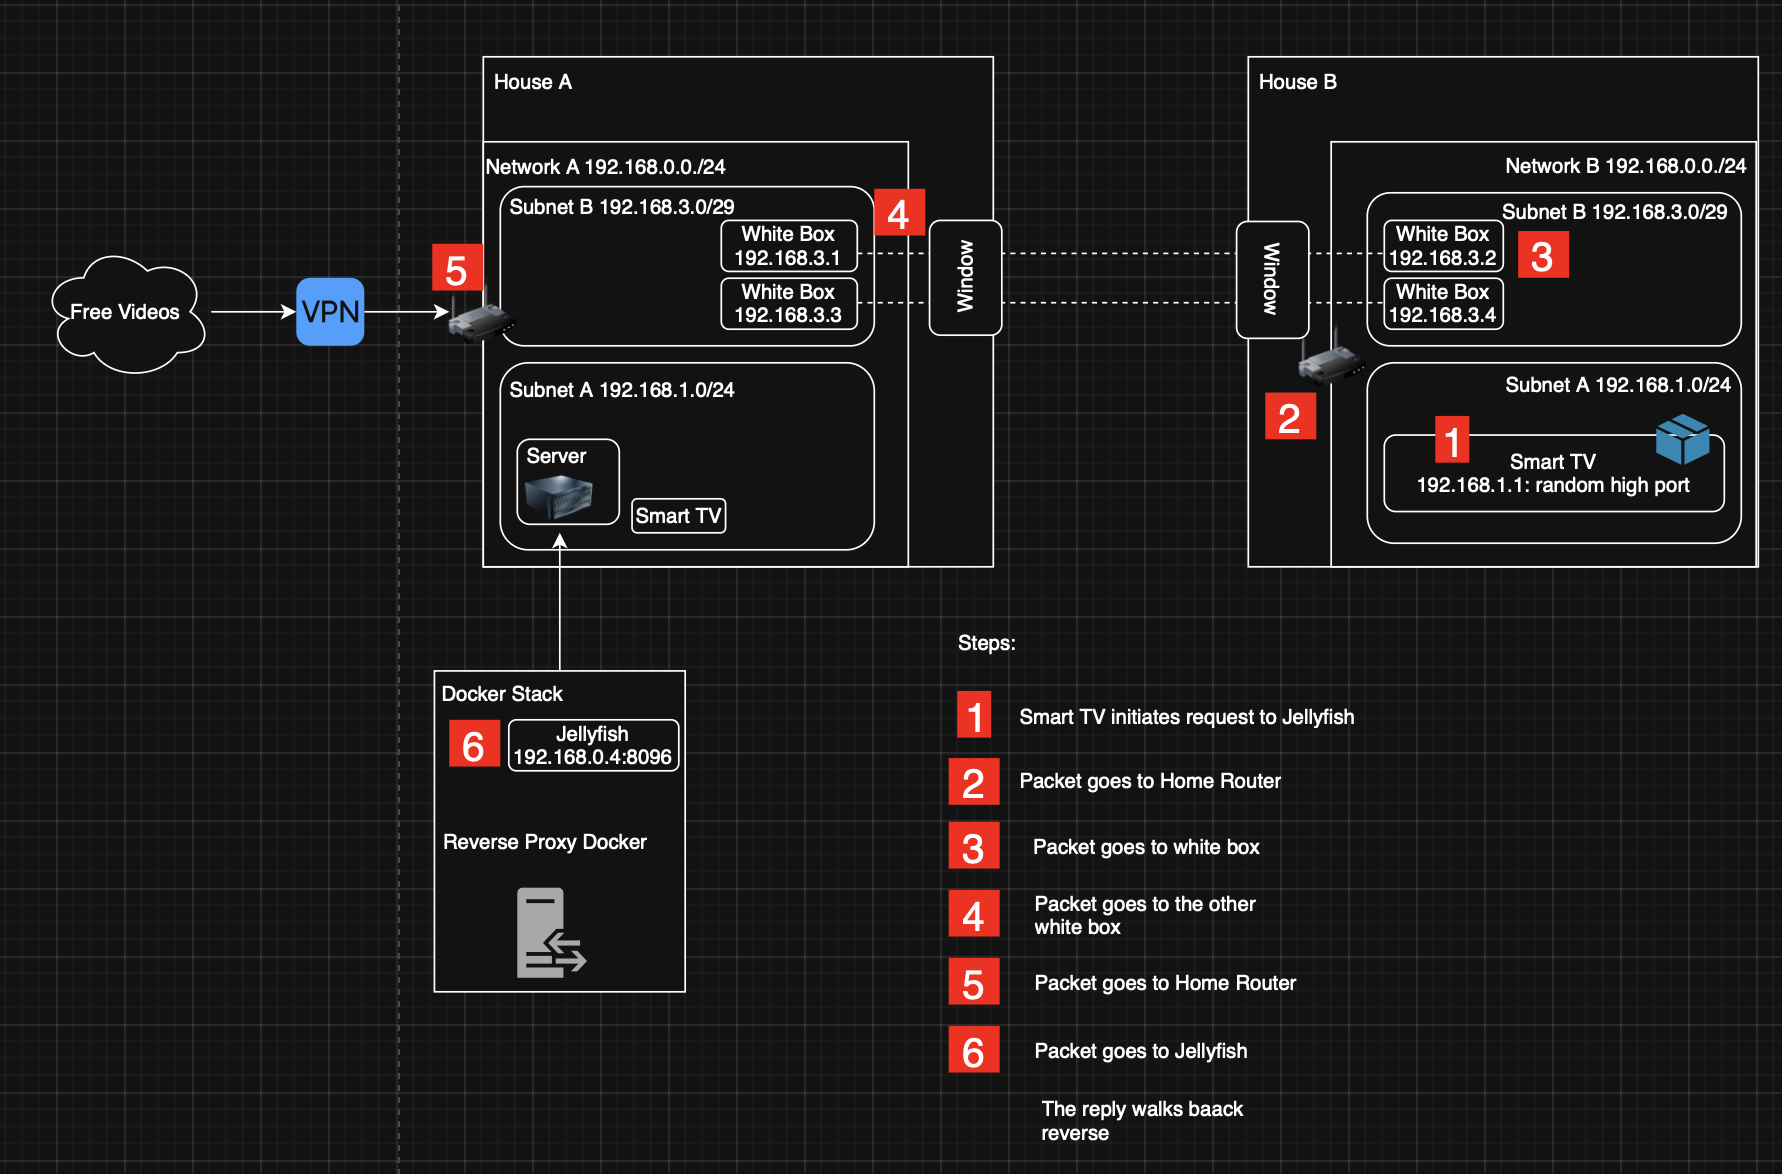 House A
Network A 192.168.0.0./24
Subnet B 192.168.3.0/29
White Box
192.168.3.1
White Box
192.168.3.3
4
Window
5
Free Videos
VPN
Subnet A 192.168.1.0/24
Server
Smart TV
House B
Network B 192.168.0.0./24
Subnet B 192.168.3.0/29
White Box
192.168.3.2
White Box
192.168.3.4
3
Window
2
Subnet A 192.168.1.0/24
1
Smart TV
192.168.1.1: random high port
Docker Stack
6
Jellyfish
192.168.0.4:8096
Reverse Proxy Docker
Steps:
1 Smart TV initiates request to Jellyfish
2 Packet goes to Home Router
3 Packet goes to white box
4 Packet goes to the other
white box
5 Packet goes to Home Router
6 Packet goes to Jellyfish
The reply walks baack
reverse